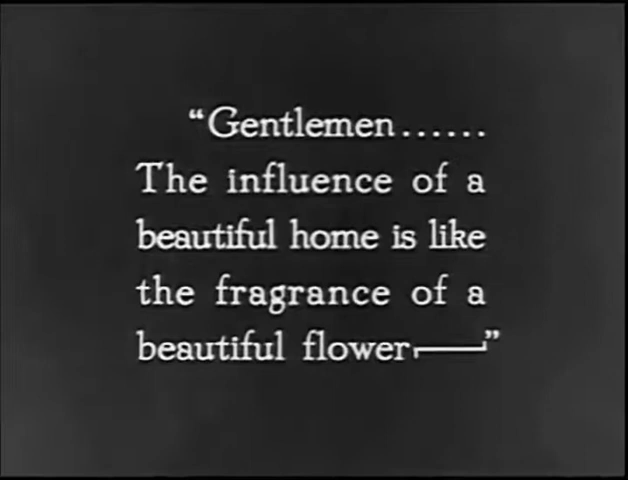 “Gentlemen......
The influence of a
beautiful home is like
the fragrance of a
beautiful flower——”